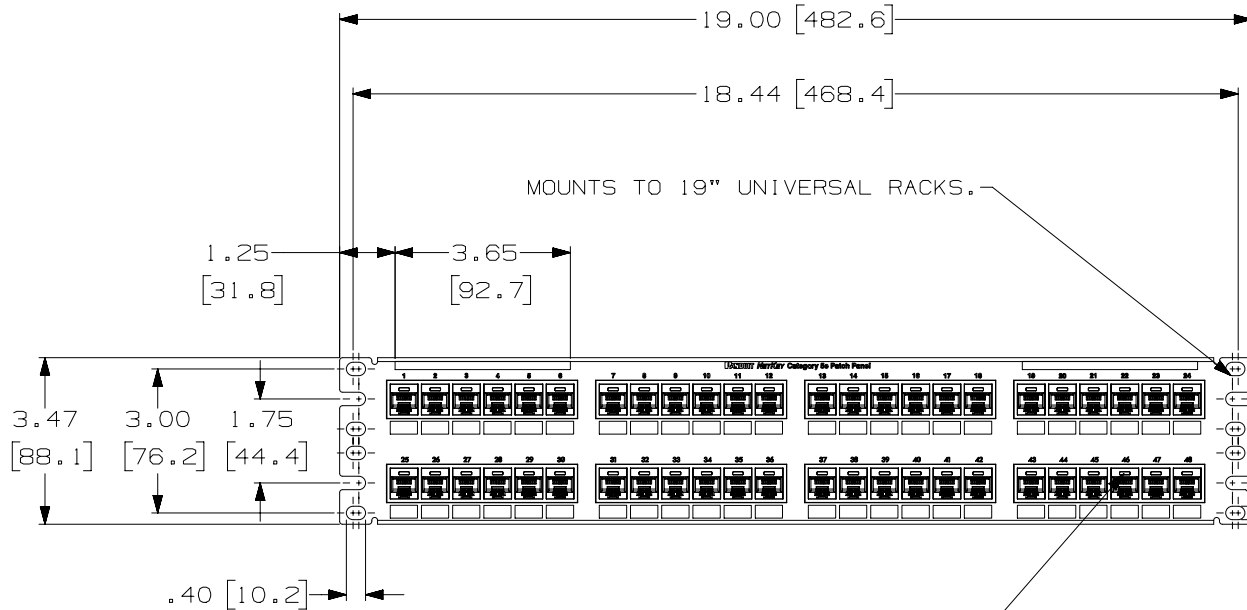 19.00 [482.6]
18.44 [468.4]
MOUNTS TO 19" UNIVERSAL RACKS.
1.25 3.65
[31.8] [92.7]
PANDUIT NETKEY Category 5e Patch Panel
1 2 3 4 5 6 7 8 9 10 11 12 13 14 15 16 17 18 19 20 21 22 23 24
3.47 3.00 1.75
[88.1] [76.2] [44.4]
25 26 27 28 29 30 31 32 33 34 35 36 37 38 39 40 41 42 43 44 45 46 47 48
.40 [10.2]